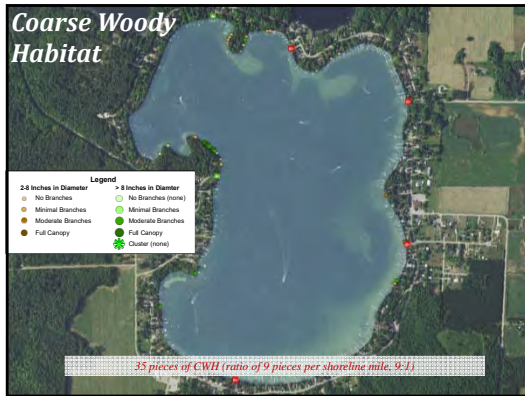 Coarse Woody
Habitat
Legend
2-8 Inches in Diameter > 8 Inches in Diamter
No Branches No Branches (none)
Minimal Branches Minimal Branches
Moderate Branches Moderate Branches
Full Canopy Full Canopy
Cluster (none)
35 pieces of CWH (ratio of 9 pieces per shoreline mile, 9:1)